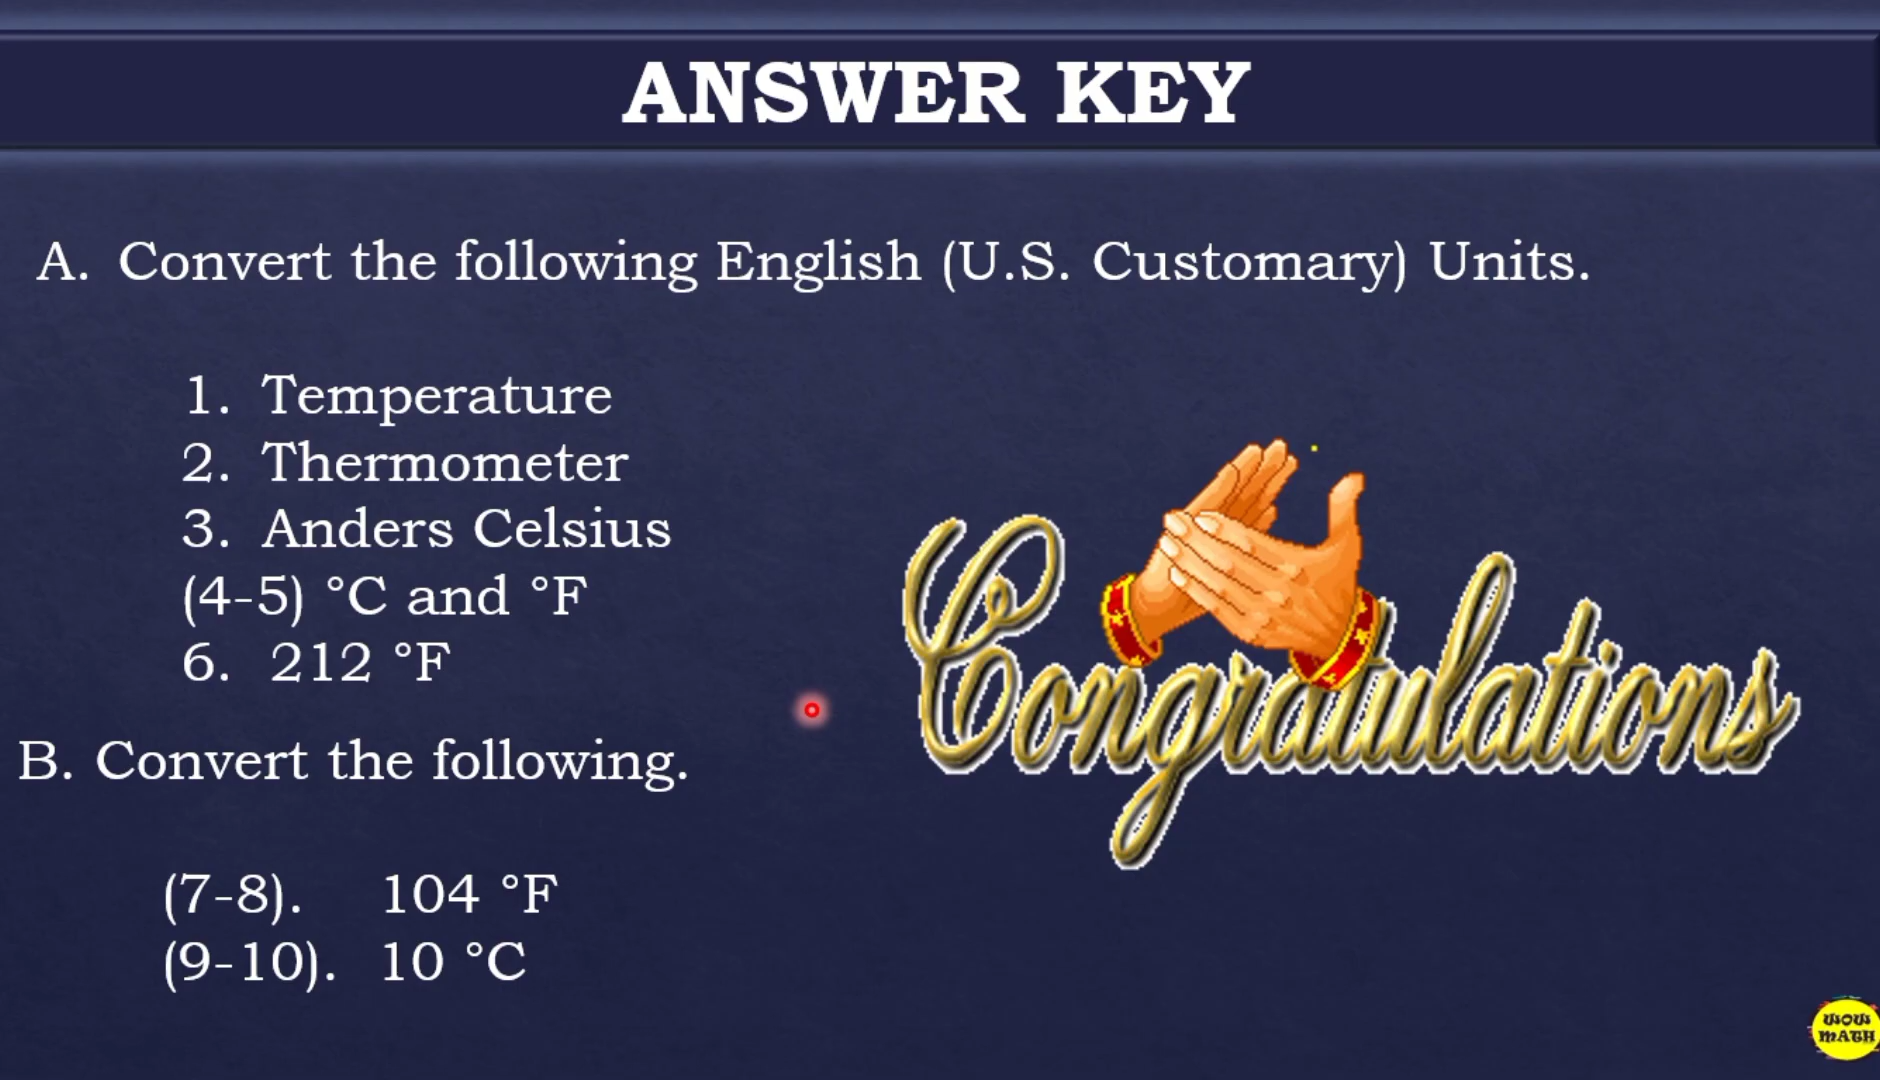 ANSWER KEY
A. Convert the following English (U.S. Customary) Units.
1. Temperature
2. Thermometer
3. Anders Celsius
(4-5) °C and °F
6. 212 °F
Congratulations
B. Convert the following.
(7-8). 104 °F
(9-10). 10 °C
WOW
MATH